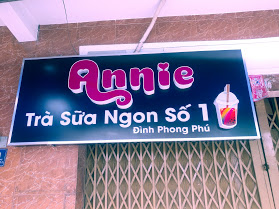 Annie
Trà Sữa Ngon Số 1
Đình Phong Phú